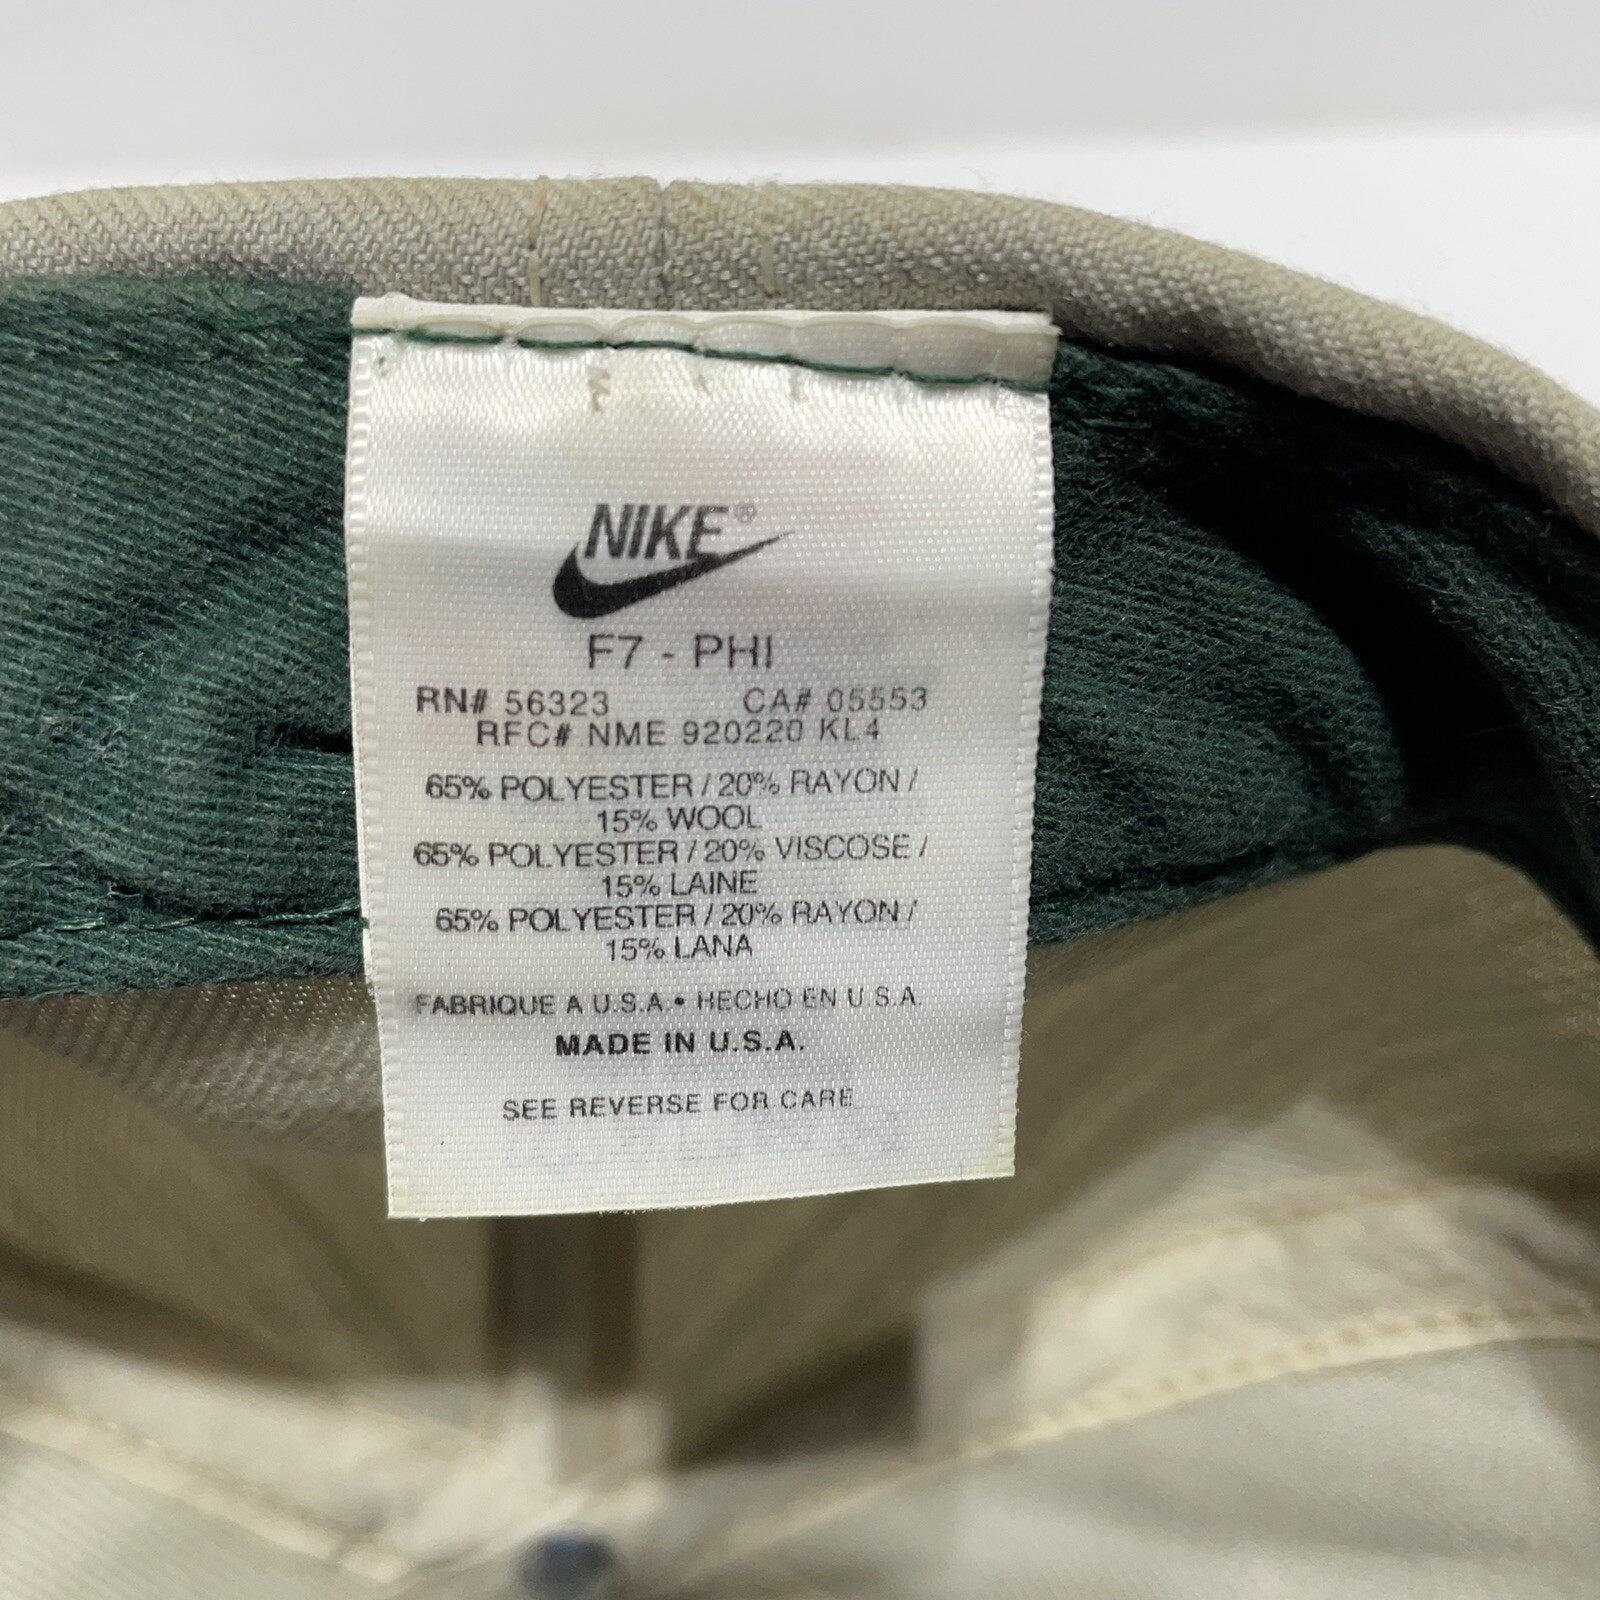 NIKE®
F7 - PHI
RN# 56323 CA# 05553
RFC# NME 920220 KL4
65% POLYESTER / 20% RAYON /
15% WOOL
65% POLYESTER / 20% VISCOSE /
15% LAINE
65% POLYESTER / 20% RAYON /
15% LANA
FABRIQUE A U.S.A. • HECHO EN U.S.A.
MADE IN U.S.A.
SEE REVERSE FOR CARE